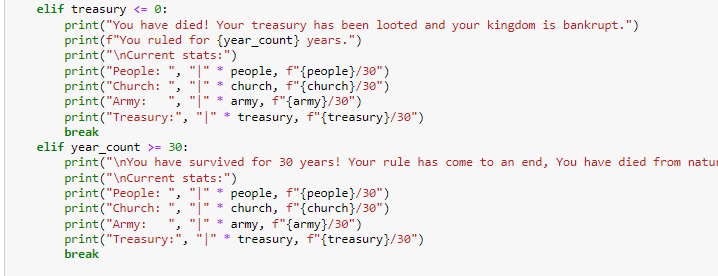 elif treasury <= 0:
print("You have died! Your treasury has been looted and your kingdom is bankrupt.")
print(f"You ruled for {year_count} years.")
print("\nCurrent stats:")
print("People: ", "|" * people, f"{people}/30")
print("Church: ", "|" * church, f"{church}/30")
print("Army:   ", "|" * army, f"{army}/30")
print("Treasury:", "|" * treasury, f"{treasury}/30")
break
elif year_count >= 30:
print("\nYou have survived for 30 years! Your rule has come to an end, You have died from natur
print("\nCurrent stats:")
print("People: ", "|" * people, f"{people}/30")
print("Church: ", "|" * church, f"{church}/30")
print("Army:   ", "|" * army, f"{army}/30")
print("Treasury:", "|" * treasury, f"{treasury}/30")
break